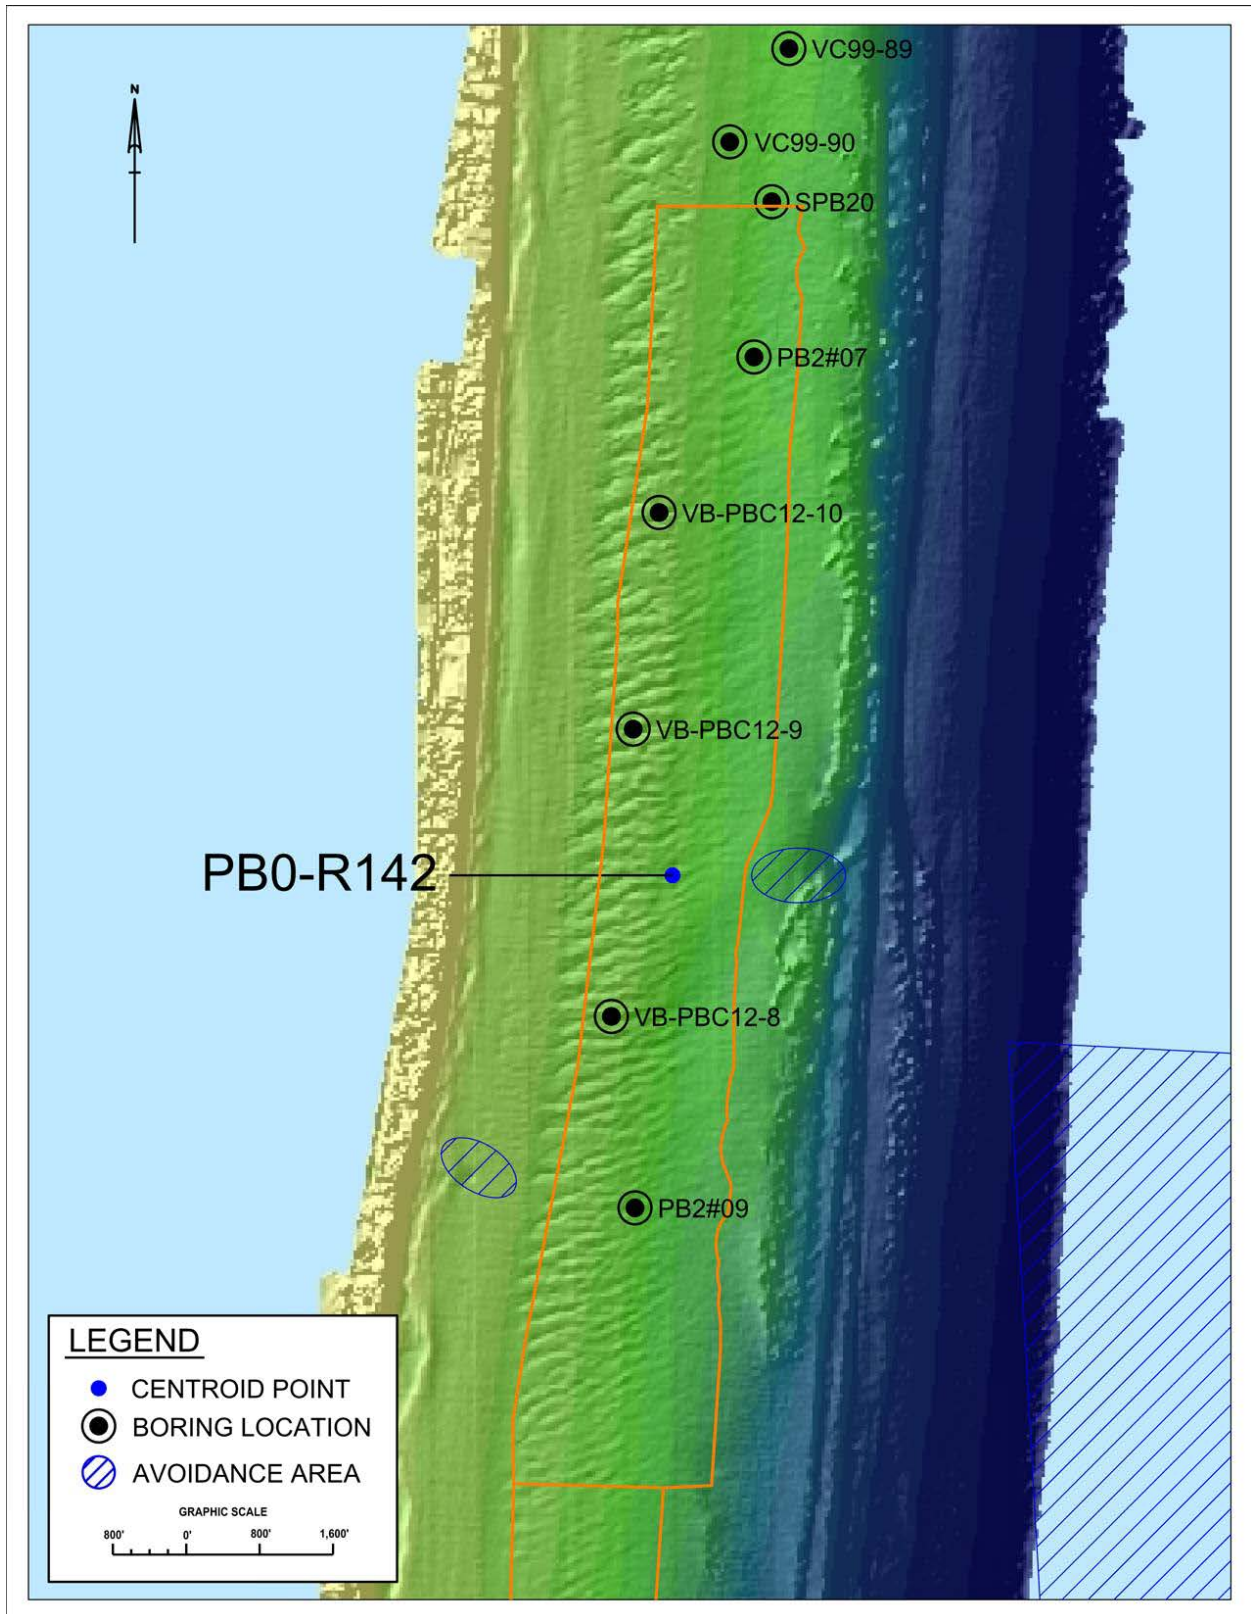 VC99-89
N
VC99-90
SPB20
PB2#07
VB-PBC12-10
VB-PBC12-9
PB0-R142
VB-PBC12-8
PB2#09
LEGEND
CENTROID POINT
BORING LOCATION
AVOIDANCE AREA
GRAPHIC SCALE
800' 0' 800' 1,600'